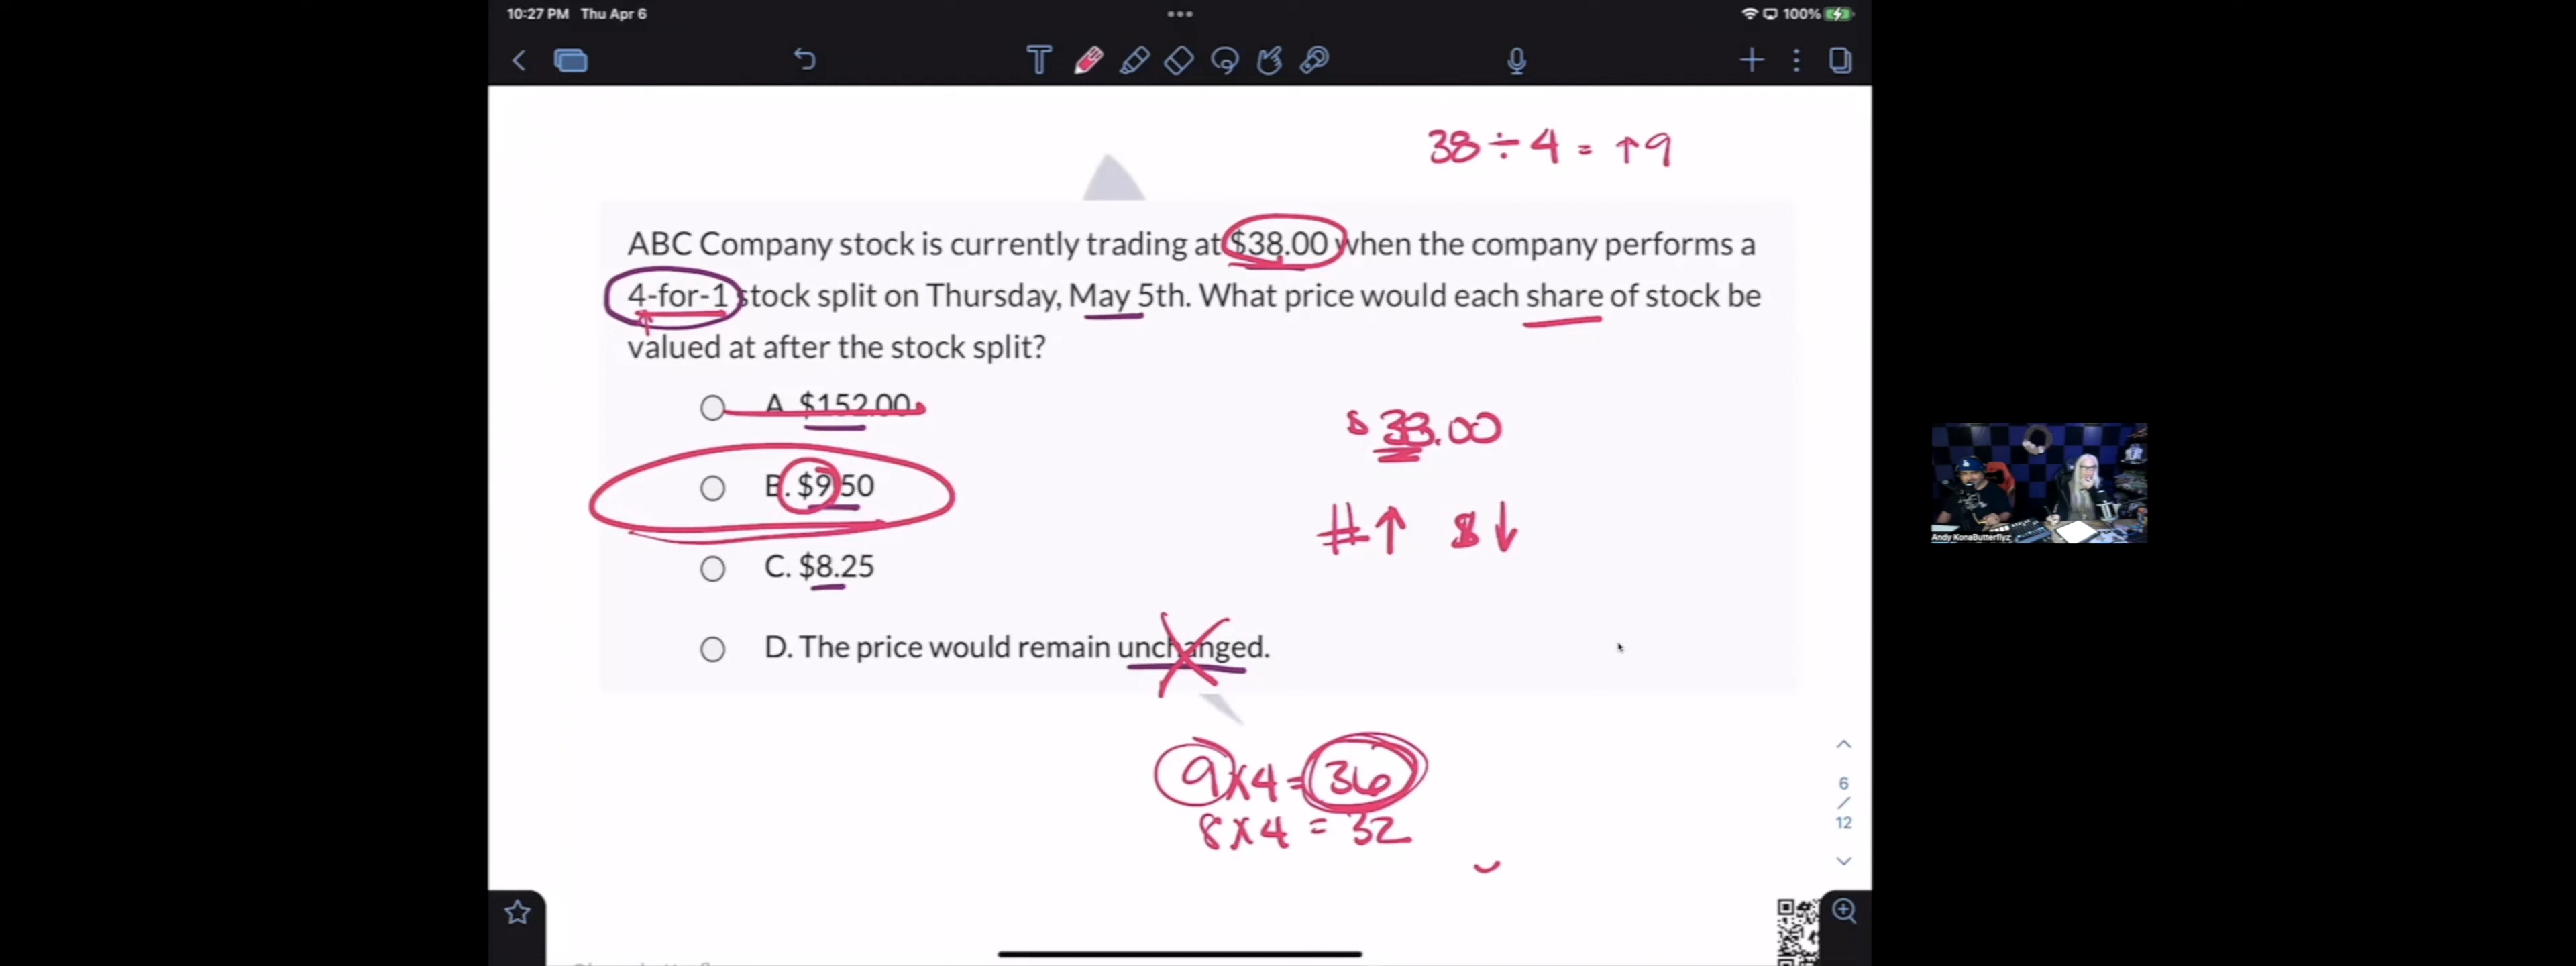 10:27 PM Thu Apr 6
100%
38 ÷ 4 = ↑9
ABC Company stock is currently trading at $38.00 when the company performs a
4-for-1 stock split on Thursday, May 5th. What price would each share of stock be
valued at after the stock split?
A. $152.00
$38.00
B. $9.50
#↑ $↓
C. $8.25
D. The price would remain unchanged.
9x4=36
8x4 = 32
6
/
12
Andy KonaButterflyz